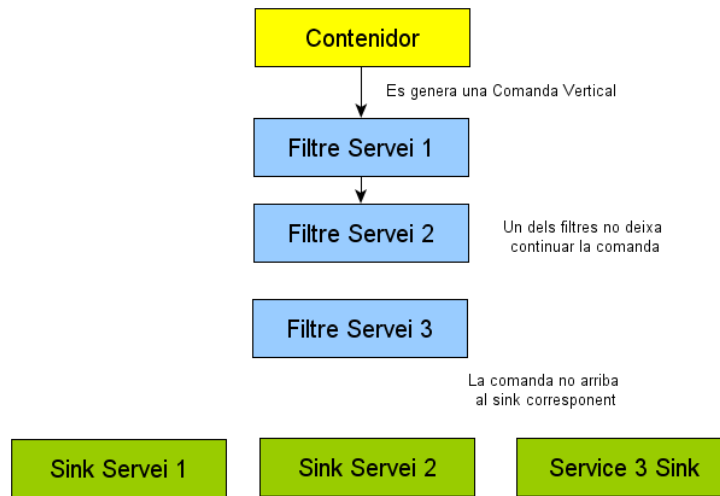 Contenidor
Es genera una Comanda Vertical
Filtre Servei 1
Filtre Servei 2
Un dels filtres no deixa
continuar la comanda
Filtre Servei 3
La comanda no arriba
al sink corresponent
Sink Servei 1
Sink Servei 2
Service 3 Sink